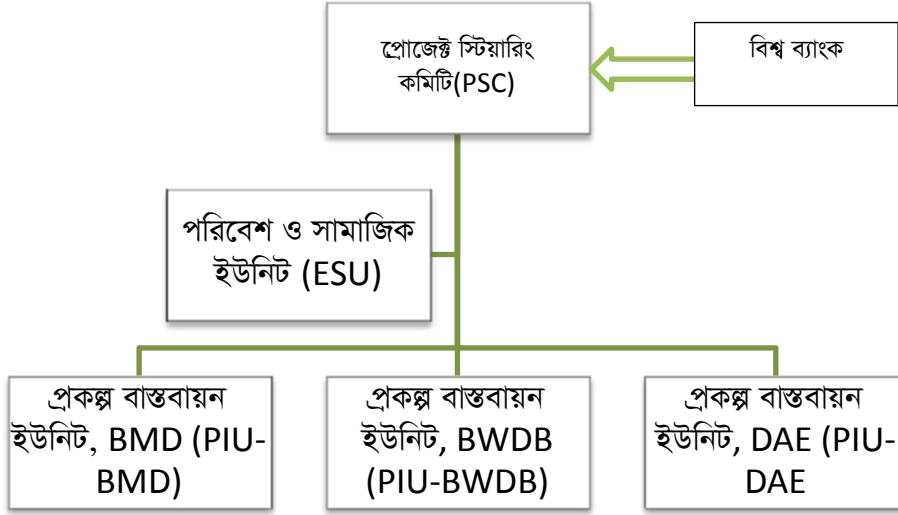 প্রোজেক্ট স্টিয়ারিং
কমিটি(PSC)
বিশ্ব ব্যাংক
পরিবেশ ও সামাজিক
ইউনিট (ESU)
প্রকল্প বাস্তবায়ন
ইউনিট, BMD (PIU-
BMD)
প্রকল্প বাস্তবায়ন
ইউনিট, BWDB
(PIU-BWDB)
প্রকল্প বাস্তবায়ন
ইউনিট, DAE (PIU-
DAE